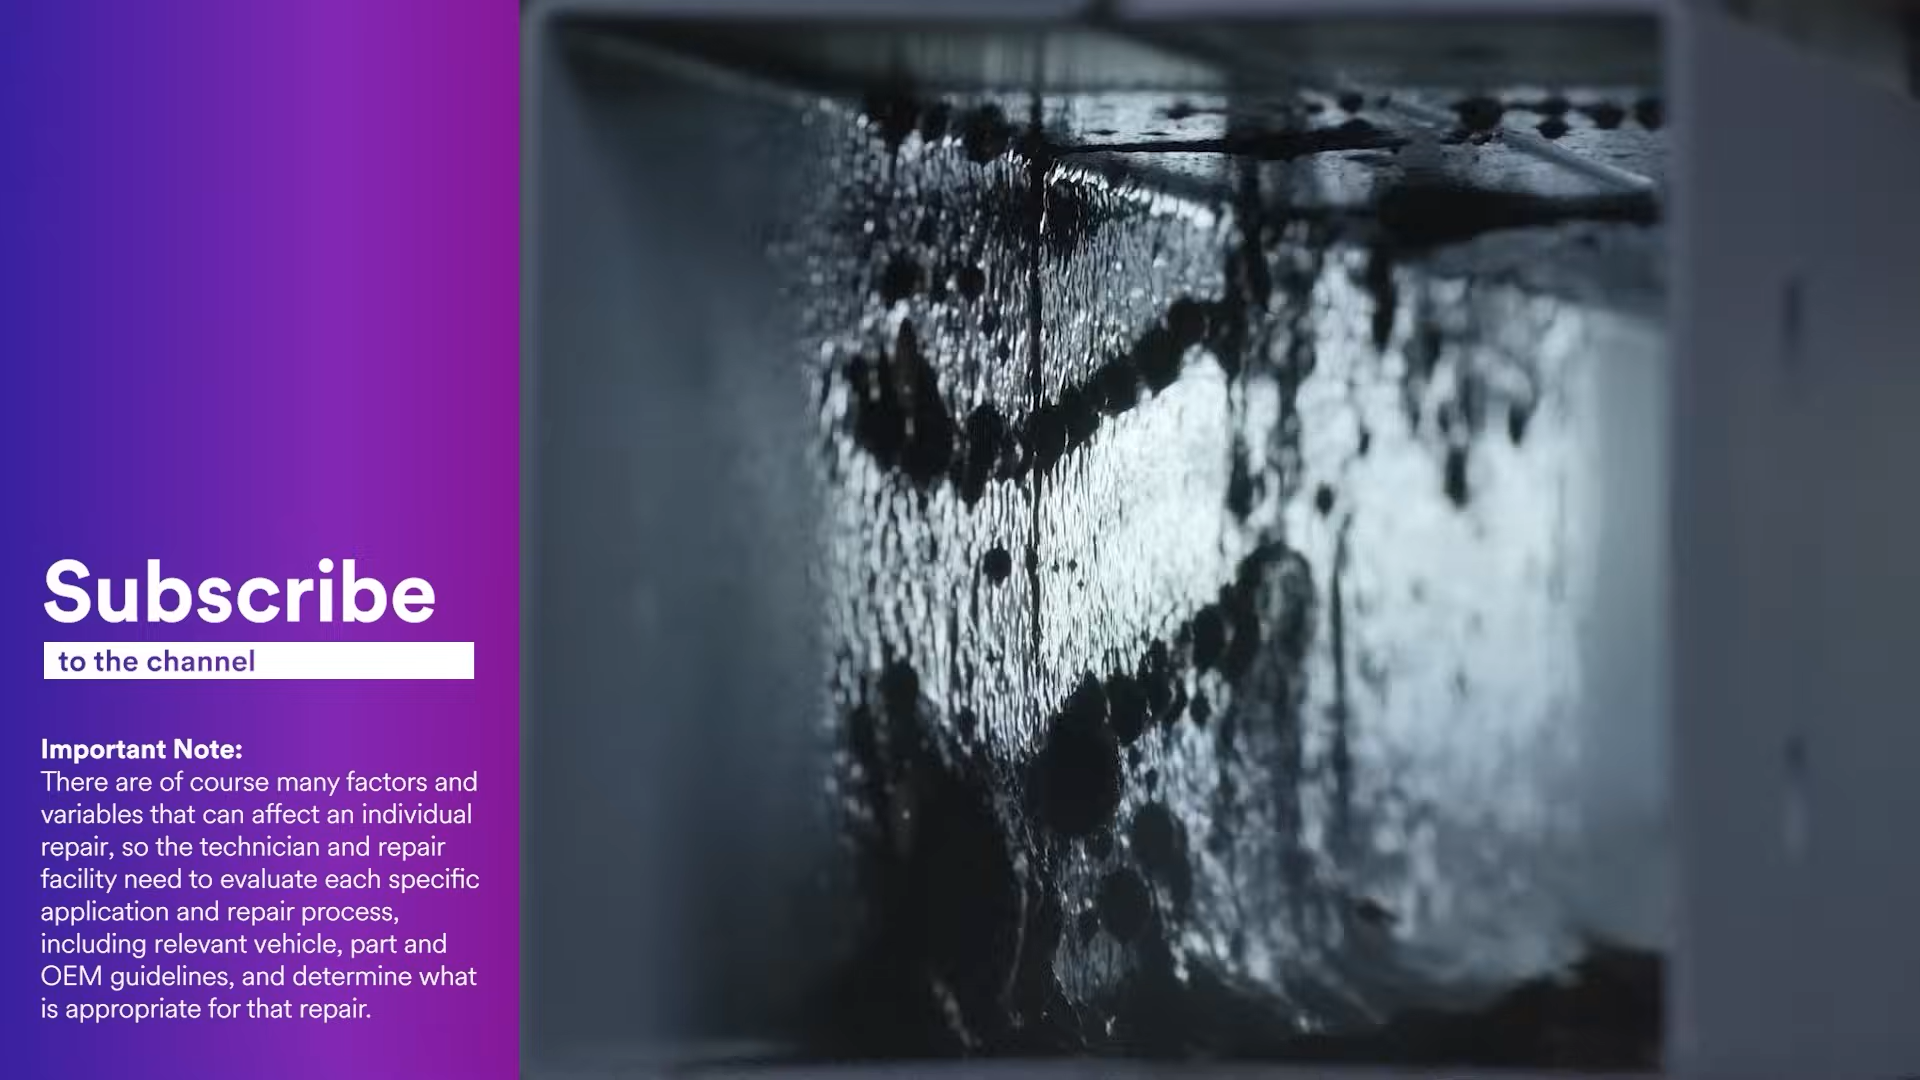 Subscribe
to the channel
Important Note:
There are of course many factors and
variables that can affect an individual
repair, so the technician and repair
facility need to evaluate each specific
application and repair process,
including relevant vehicle, part and
OEM guidelines, and determine what
is appropriate for that repair.